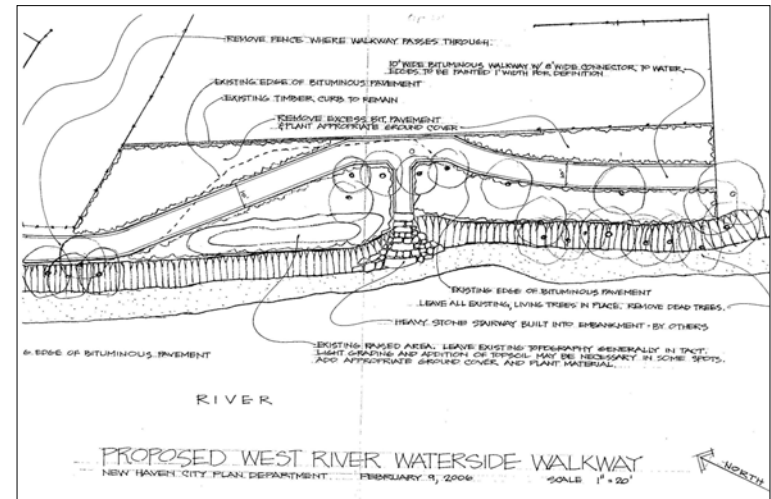 REMOVE FENCE WHERE WALKWAY PASSES THROUGH.
10' WIDE BITUMINOUS WALKWAY W/ 8' WIDE CONNECTOR TO WATER.
EDGES TO BE PAINTED 1' WIDTH FOR DEFINITION
EXISTING EDGE OF BITUMINOUS PAVEMENT
EXISTING TIMBER CURB TO REMAIN
REMOVE EXCESS BIT. PAVEMENT
& PLANT APPROPRIATE GROUND COVER
10'
EXISTING EDGE OF BITUMINOUS PAVEMENT
LEAVE ALL EXISTING, LIVING TREES IN PLACE. REMOVE DEAD TREES.
HEAVY STONE STAIRWAY BUILT INTO EMBANKMENT - BY OTHERS
G EDGE OF BITUMINOUS PAVEMENT
EXISTING RAISED AREA. LEAVE EXISTING TOPOGRAPHY GENERALLY IN TACT.
LIGHT GRADING AND ADDITION OF TOPSOIL MAY BE NECESSARY IN SOME SPOTS.
ADD APPROPRIATE GROUND COVER AND PLANT MATERIAL.
RIVER
PROPOSED WEST RIVER WATERSIDE WALKWAY
NEW HAVEN CITY PLAN DEPARTMENT FEBRUARY 9, 2006 SCALE 1" = 20'
NORTH